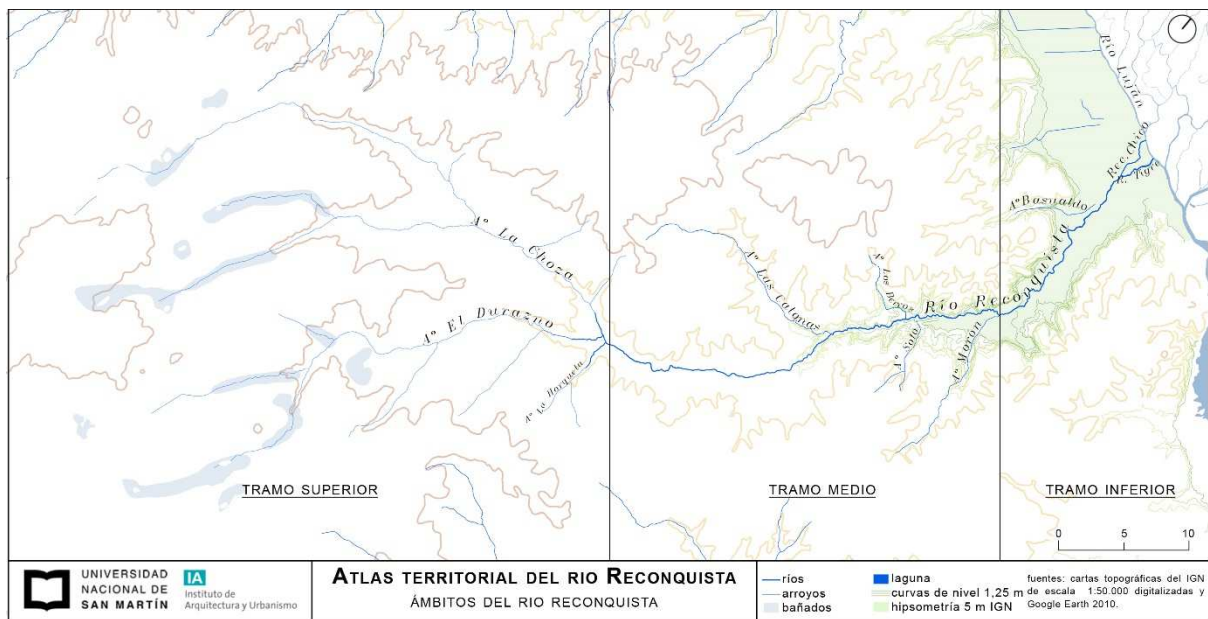 Río Luján
Rec. Chico
R. Tigre
Aº Basualdo
Aº La Choza
Aº Las Catonas
Aº Los Berros
Río Reconquista
Aº El Durazno
Aº Soto
Aº Morón
Aº La Horqueta
TRAMO SUPERIOR
TRAMO MEDIO
TRAMO INFERIOR
0 5 10
UNIVERSIDAD
NACIONAL DE
SAN MARTÍN
IA
Instituto de
Arquitectura y Urbanismo
ATLAS TERRITORIAL DEL RIO RECONQUISTA
ÁMBITOS DEL RIO RECONQUISTA
ríos
arroyos
bañados
laguna
curvas de nivel 1,25 m
hipsometría 5 m IGN
fuentes: cartas topográficas del IGN
de escala 1:50.000 digitalizadas y
Google Earth 2010.